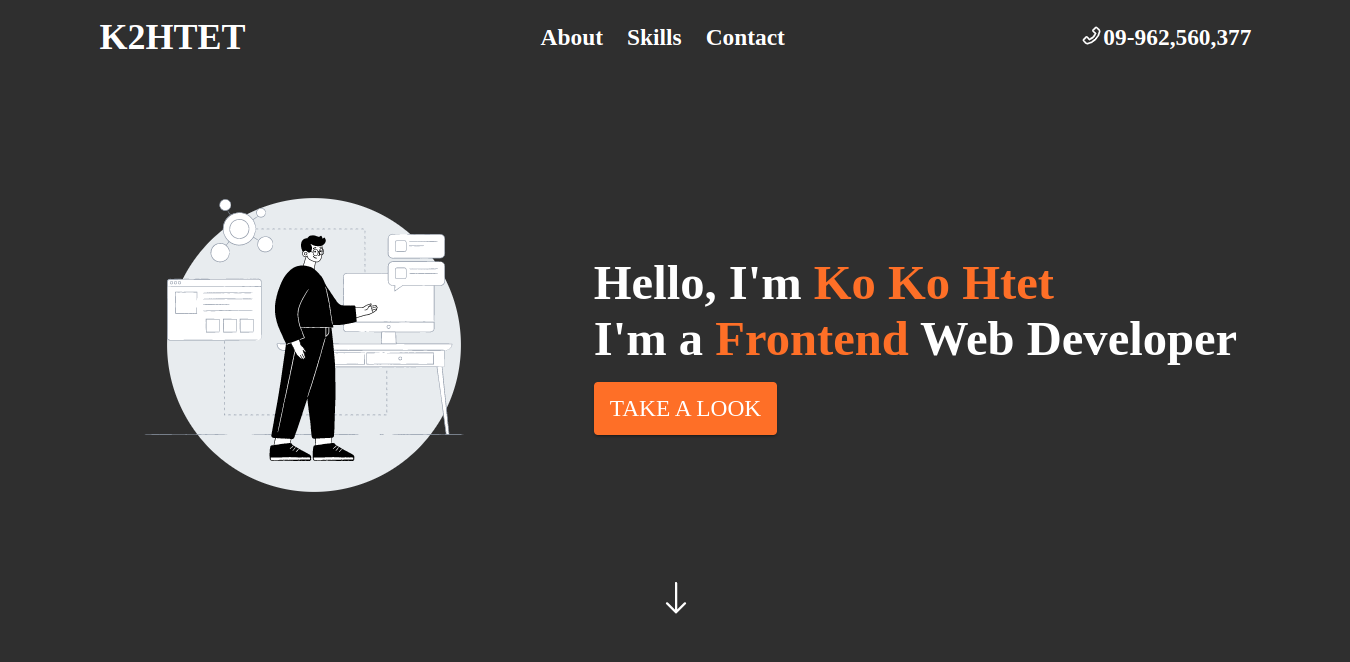 K2HTET
About Skills Contact
09-962,560,377
Hello, I'm Ko Ko Htet
I'm a Frontend Web Developer
TAKE A LOOK